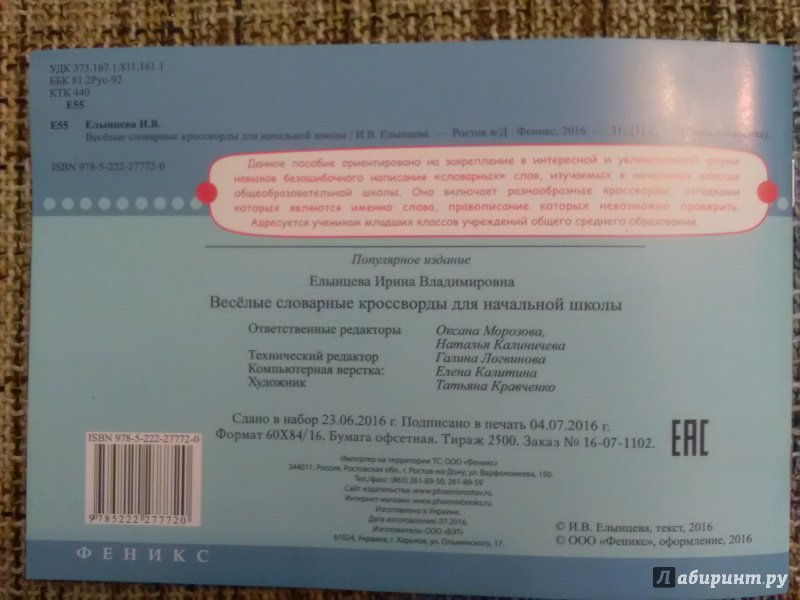 УДК 373.167.1:811.161.1
ББК 81.2Рус-92
КТК 440
Е55
Е55 Елынцева И.В.
Весёлые словарные кроссворды для начальной школы / И.В. Елынцева — Ростов н/Д : Феникс, 2016. — 31, [1]
ISBN 978-5-222-27772-0
Данное пособие ориентировано на закрепление в интересной и увлекательной форме
навыков безошибочного написания «словарных» слов, изучаемых в начальных классах
общеобразовательной школы. Оно включает разнообразные кроссворды, отгадками
которых являются именно слова, правописание которых невозможно проверить.
Адресуется ученикам младших классов учреждений общего среднего образования.
Популярное издание
Елынцева Ирина Владимировна
Весёлые словарные кроссворды для начальной школы
Ответственные редакторы Оксана Морозова,
Наталья Калиничева
Технический редактор Галина Логвинова
Компьютерная верстка: Елена Калитина
Художник Татьяна Кравченко
Сдано в набор 23.06.2016 г. Подписано в печать 04.07.2016 г.
Формат 60Х84/16. Бумага офсетная. Тираж 2500. Заказ № 16-07-1102.
EAC
Импортер на территории ТС: ООО «Феникс»
344011, Россия, Ростовская обл., г. Ростов-на-Дону, ул. Варфоломеева, 150.
Тел./факс: (863) 261-89-50, 261-89-59
Сайт издательства: www.phoenixrostov.ru
Интернет-магазин: www.phoenixbooks.ru
Изготовлено в Украине.
Дата изготовления: 07.2016.
Изготовитель: ООО «БЭТ»
61024, Украина, г. Харьков, ул. Ольминского, 17.
ISBN 978-5-222-27772-0
9 785222 277720
© И.В. Елынцева, текст, 2016
© ООО «Феникс», оформление, 2016
ФЕНИКС
Лабиринт.ру